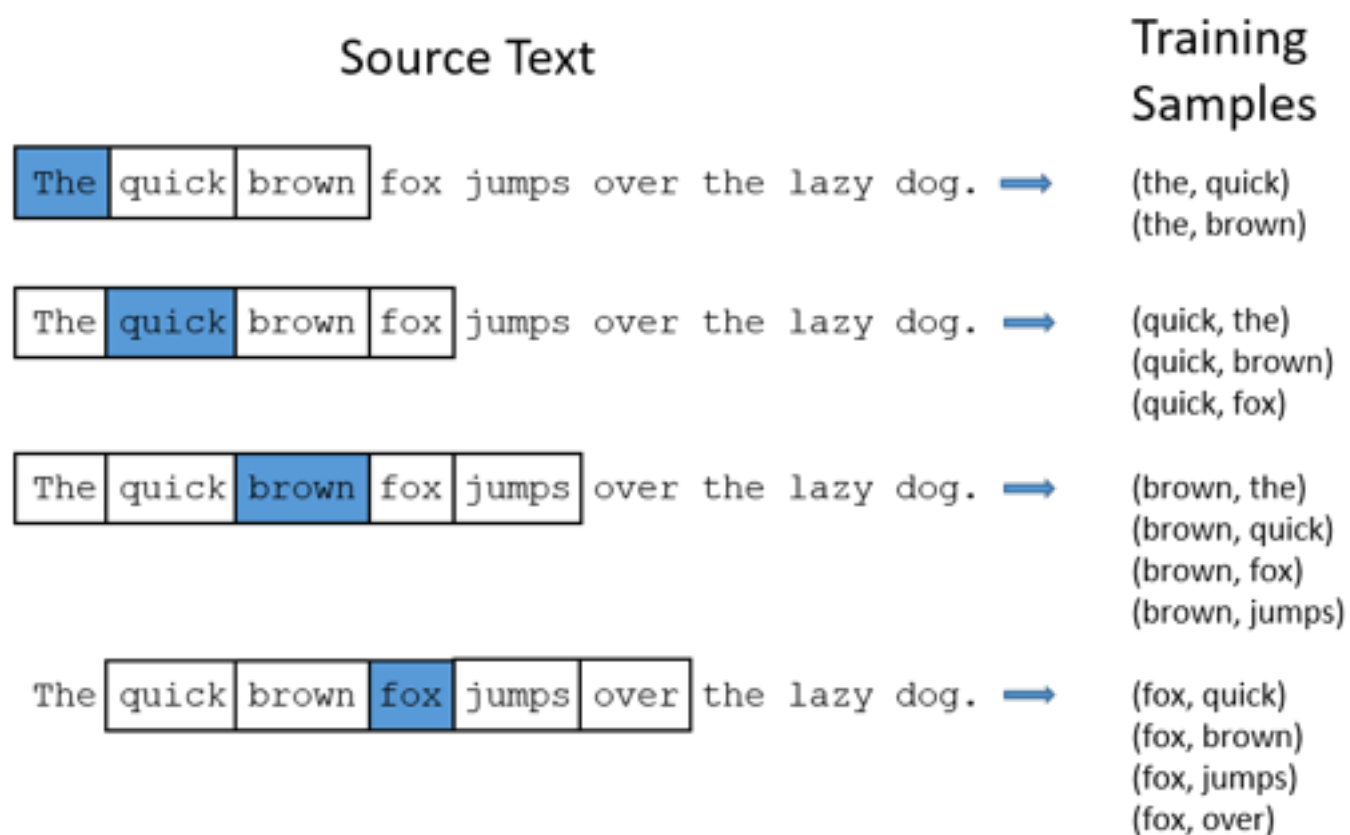 Source Text
Training
Samples
The quick brown fox jumps over the lazy dog.
(the, quick)
(the, brown)
The quick brown fox jumps over the lazy dog.
(quick, the)
(quick, brown)
(quick, fox)
The quick brown fox jumps over the lazy dog.
(brown, the)
(brown, quick)
(brown, fox)
(brown, jumps)
The quick brown fox jumps over the lazy dog.
(fox, quick)
(fox, brown)
(fox, jumps)
(fox, over)